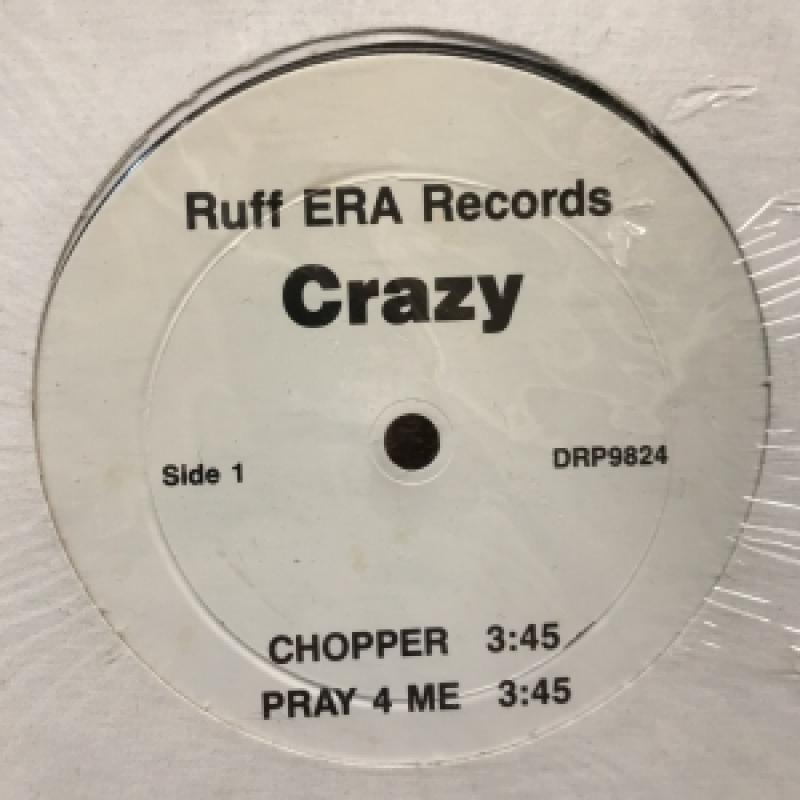 Ruff ERA Records
Crazy
Side 1 DRP9824
CHOPPER 3:45
PRAY 4 ME 3:45